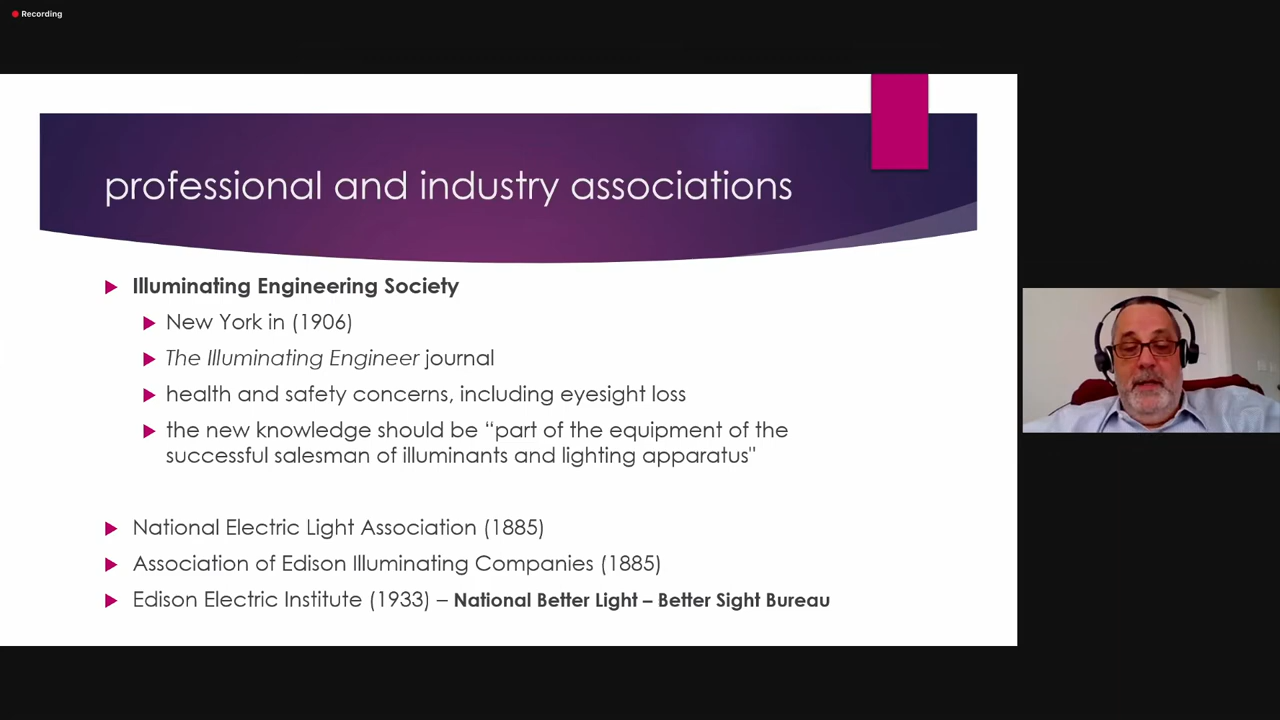 Recording
professional and industry associations
Illuminating Engineering Society
New York in (1906)
The Illuminating Engineer journal
health and safety concerns, including eyesight loss
the new knowledge should be “part of the equipment of the
successful salesman of illuminants and lighting apparatus"
National Electric Light Association (1885)
Association of Edison Illuminating Companies (1885)
Edison Electric Institute (1933) – National Better Light – Better Sight Bureau